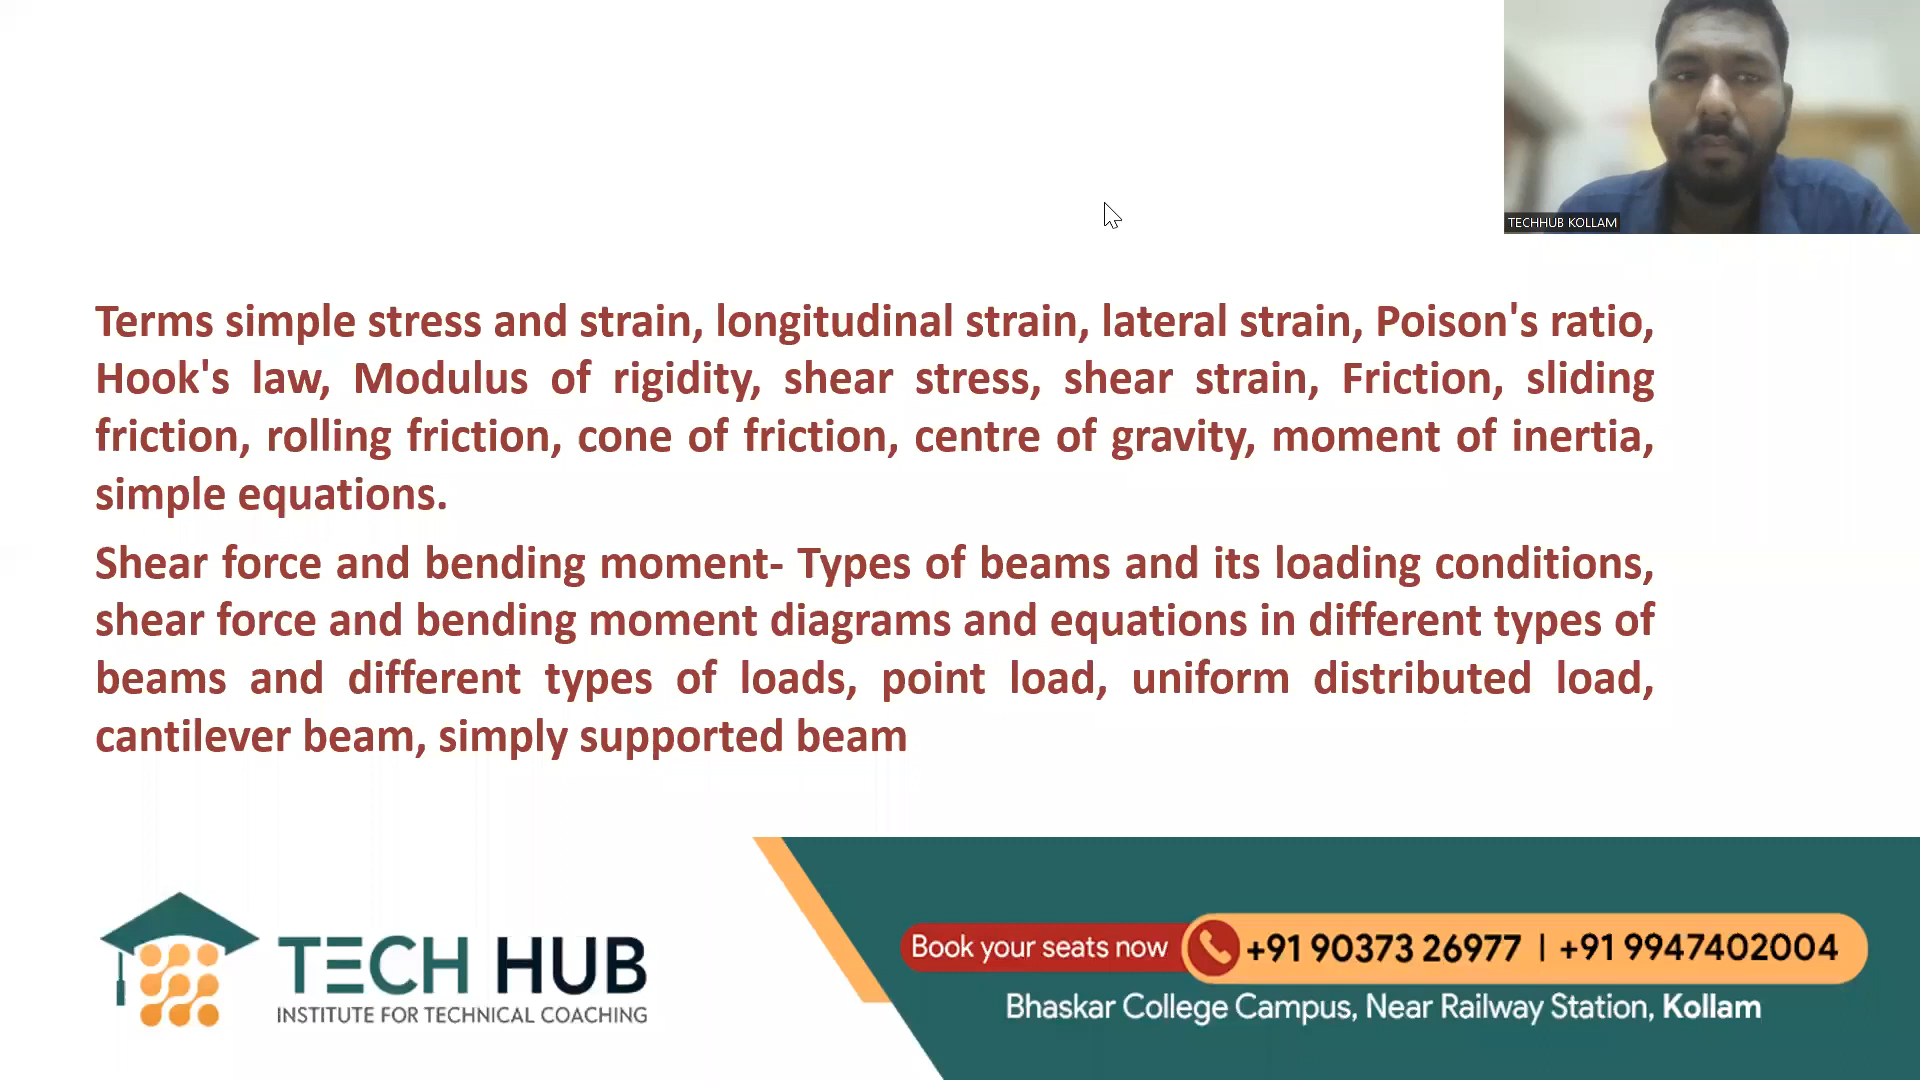 TECHHUB KOLLAM
Terms simple stress and strain, longitudinal strain, lateral strain, Poison's ratio,
Hook's law, Modulus of rigidity, shear stress, shear strain, Friction, sliding
friction, rolling friction, cone of friction, centre of gravity, moment of inertia,
simple equations.
Shear force and bending moment- Types of beams and its loading conditions,
shear force and bending moment diagrams and equations in different types of
beams and different types of loads, point load, uniform distributed load,
cantilever beam, simply supported beam
TECH HUB
INSTITUTE FOR TECHNICAL COACHING
Book your seats now +91 90373 26977 | +91 9947402004
Bhaskar College Campus, Near Railway Station, Kollam